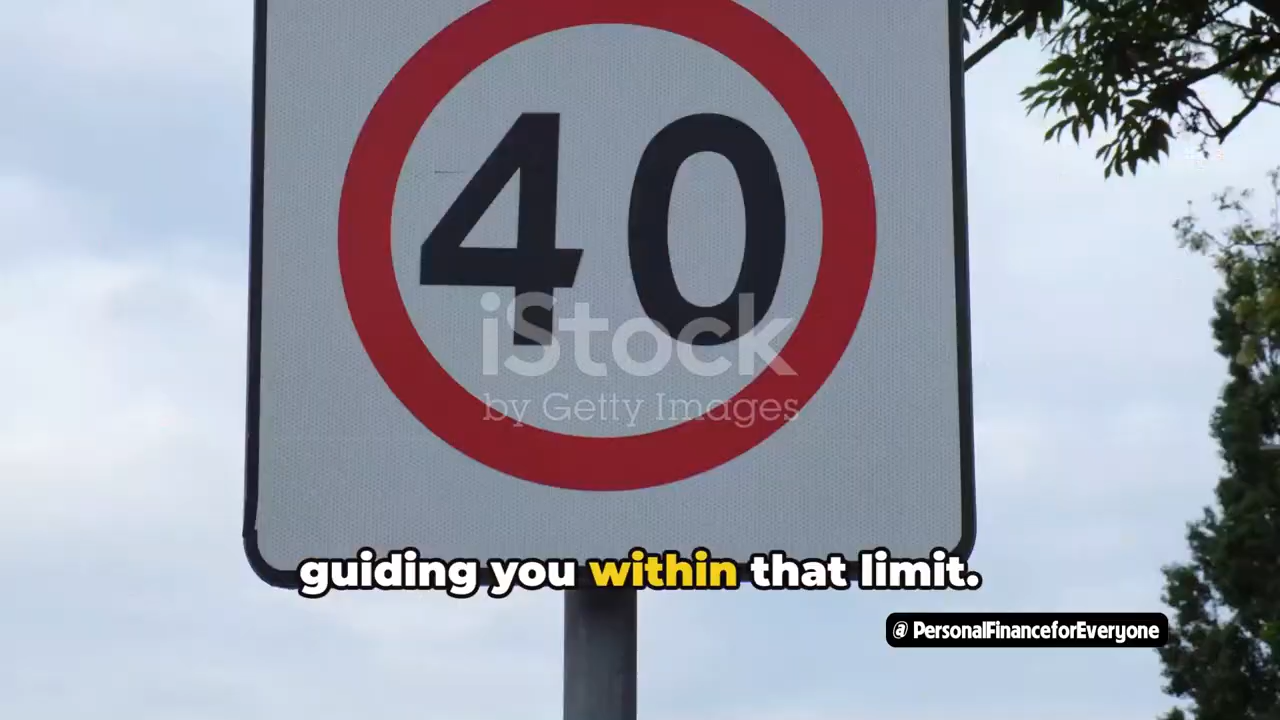 40
iStock
by Getty Images
guiding you within that limit.
@ PersonalFinanceforEveryone